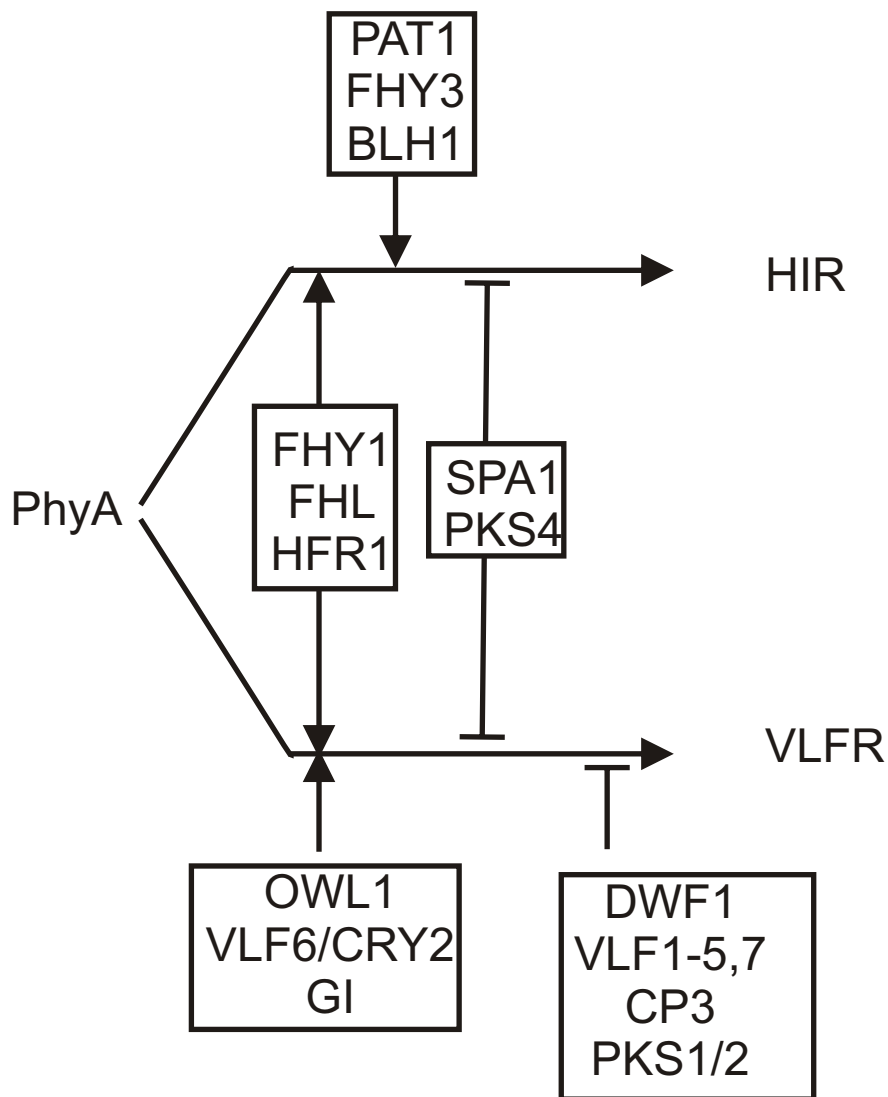 PAT1
FHY3
BLH1
HIR
FHY1
FHL
HFR1
SPA1
PKS4
PhyA
VLFR
OWL1
VLF6/CRY2
GI
DWF1
VLF1-5,7
CP3
PKS1/2